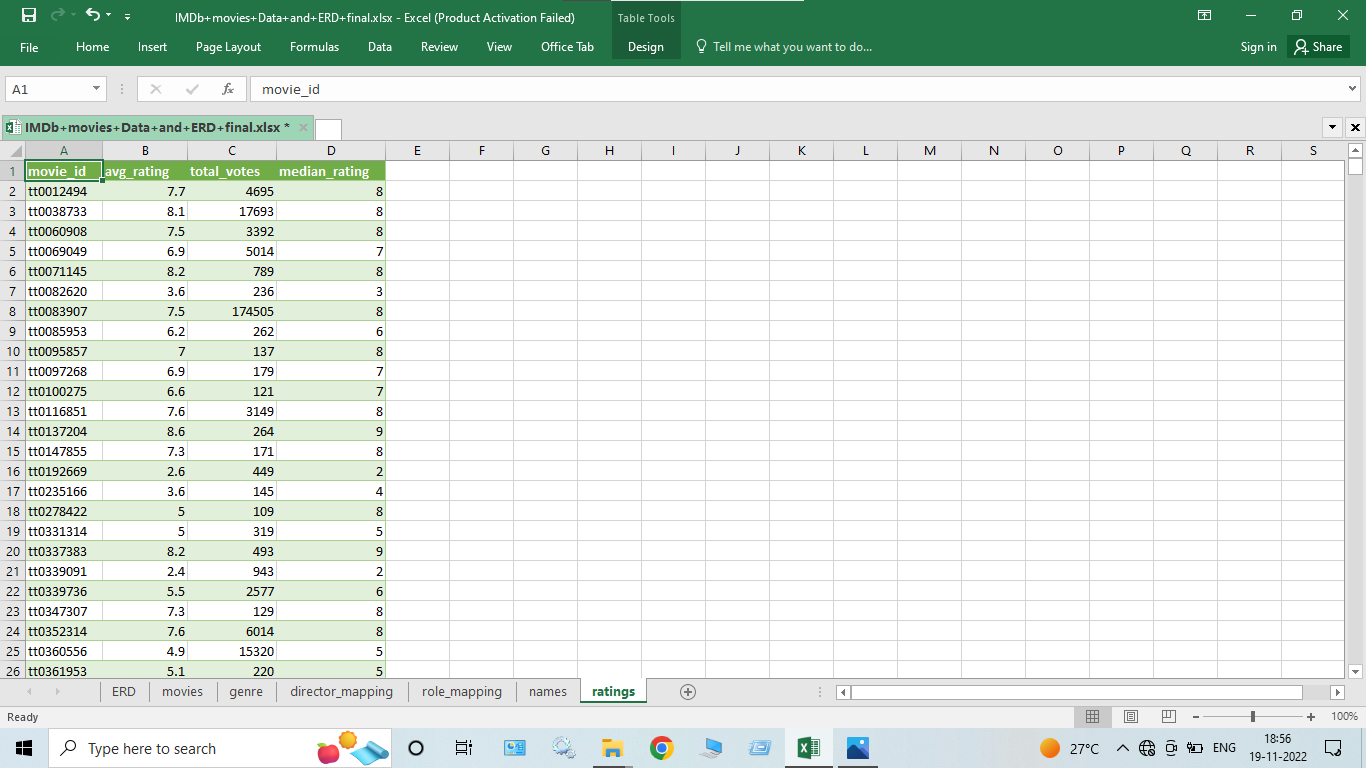 IMDb+movies+Data+and+ERD+final.xlsx - Excel (Product Activation Failed)
Table Tools
File Home Insert Page Layout Formulas Data Review View Office Tab Design Tell me what you want to do... Sign in Share
A1 fx movie_id
IMDb+movies+Data+and+ERD+final.xlsx *
A B C D E F G H I J K L M N O P Q R S
1 movie_id avg_rating total_votes median_rating
2 tt0012494 7.7 4695 8
3 tt0038733 8.1 17693 8
4 tt0060908 7.5 3392 8
5 tt0069049 6.9 5014 7
6 tt0071145 8.2 789 8
7 tt0082620 3.6 236 3
8 tt0083907 7.5 174505 8
9 tt0085953 6.2 262 6
10 tt0095857 7 137 8
11 tt0097268 6.9 179 7
12 tt0100275 6.6 121 7
13 tt0116851 7.6 3149 8
14 tt0137204 8.6 264 9
15 tt0147855 7.3 171 8
16 tt0192669 2.6 449 2
17 tt0235166 3.6 145 4
18 tt0278422 5 109 8
19 tt0331314 5 319 5
20 tt0337383 8.2 493 9
21 tt0339091 2.4 943 2
22 tt0339736 5.5 2577 6
23 tt0347307 7.3 129 8
24 tt0352314 7.6 6014 8
25 tt0360556 4.9 15320 5
26 tt0361953 5.1 220 5
ERD movies genre director_mapping role_mapping names ratings
Ready 100%
Type here to search 27°C ENG 18:56
19-11-2022